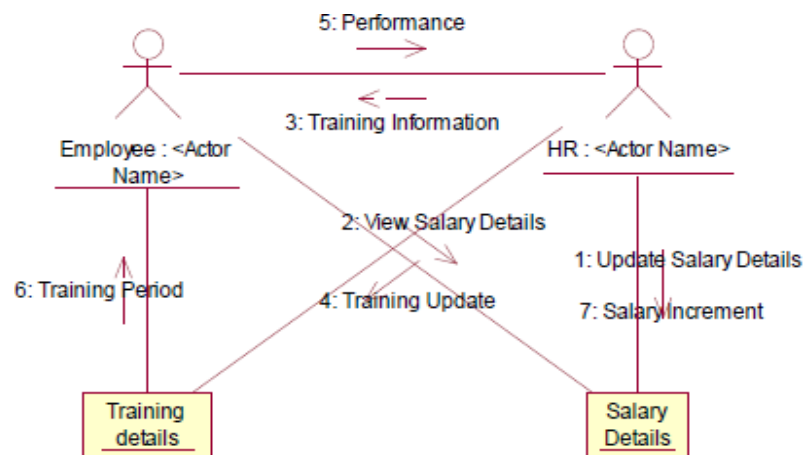 5: Performance
3: Training Information
Employee : <Actor
Name>
HR : <Actor Name>
2: View Salary Details
1: Update Salary Details
6: Training Period
4: Training Update
7: Salary Increment
Training
details
Salary
Details